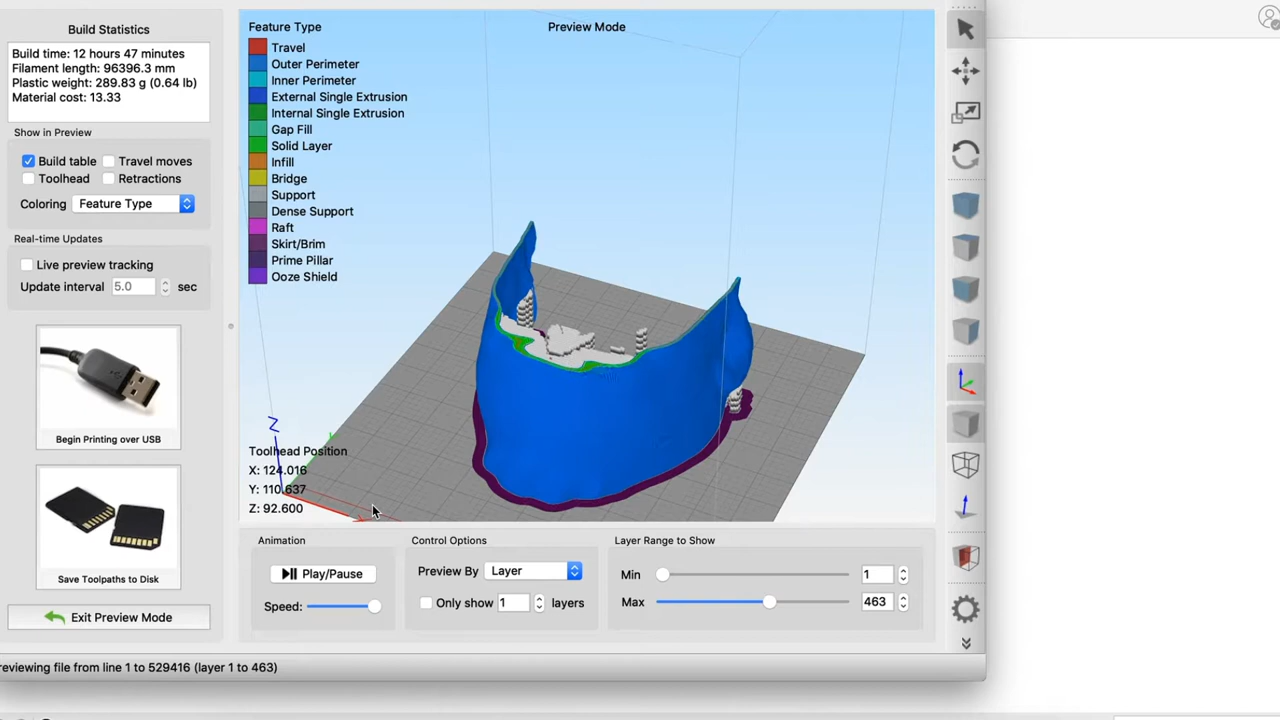 Build Statistics
Build time: 12 hours 47 minutes
Filament length: 96396.3 mm
Plastic weight: 289.83 g (0.64 lb)
Material cost: 13.33
Show in Preview
Build table
Travel moves
Toolhead
Retractions
Coloring
Feature Type
Real-time Updates
Live preview tracking
Update interval
5.0
sec
Begin Printing over USB
Save Toolpaths to Disk
Exit Preview Mode
Feature Type
Preview Mode
Travel
Outer Perimeter
Inner Perimeter
External Single Extrusion
Internal Single Extrusion
Gap Fill
Solid Layer
Infill
Bridge
Support
Dense Support
Raft
Skirt/Brim
Prime Pillar
Ooze Shield
Z
Toolhead Position
X: 124.016
Y: 110.637
Z: 92.600
Animation
Play/Pause
Speed:
Control Options
Preview By
Layer
Only show
1
layers
Layer Range to Show
Min
1
Max
463
reviewing file from line 1 to 529416 (layer 1 to 463)